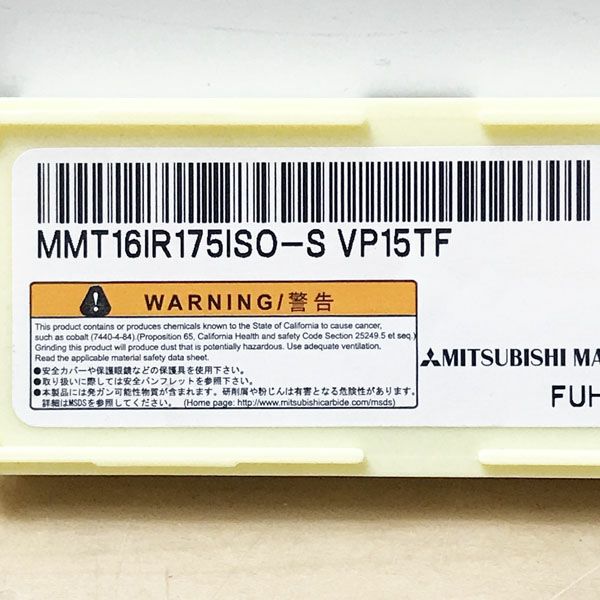 MMT16IR175ISO-S VP15TF
WARNING/警告
This product contains or produces chemicals known to the State of California to cause cancer,
such as cobalt (7440-4-84).(Proposition 65, California Health and safety Code Section 25249.5 et seq.)
Grinding this product will produce dust that is potentially hazardous. Use adequate ventilation.
Read the applicable material safety data sheet.
●安全カバーや保護眼鏡などの保護具を使用下さい。
●取り扱いに際しては安全パンフレットを参照下さい。
●本製品には発ガン可能性物質が含まれます。研削屑や粉じんは有害となる危険性があります。
詳細はMSDSを参照してください。 (Home page: http://www.mitsubishicarbide.com/msds)
MITSUBISHI MA
FUH